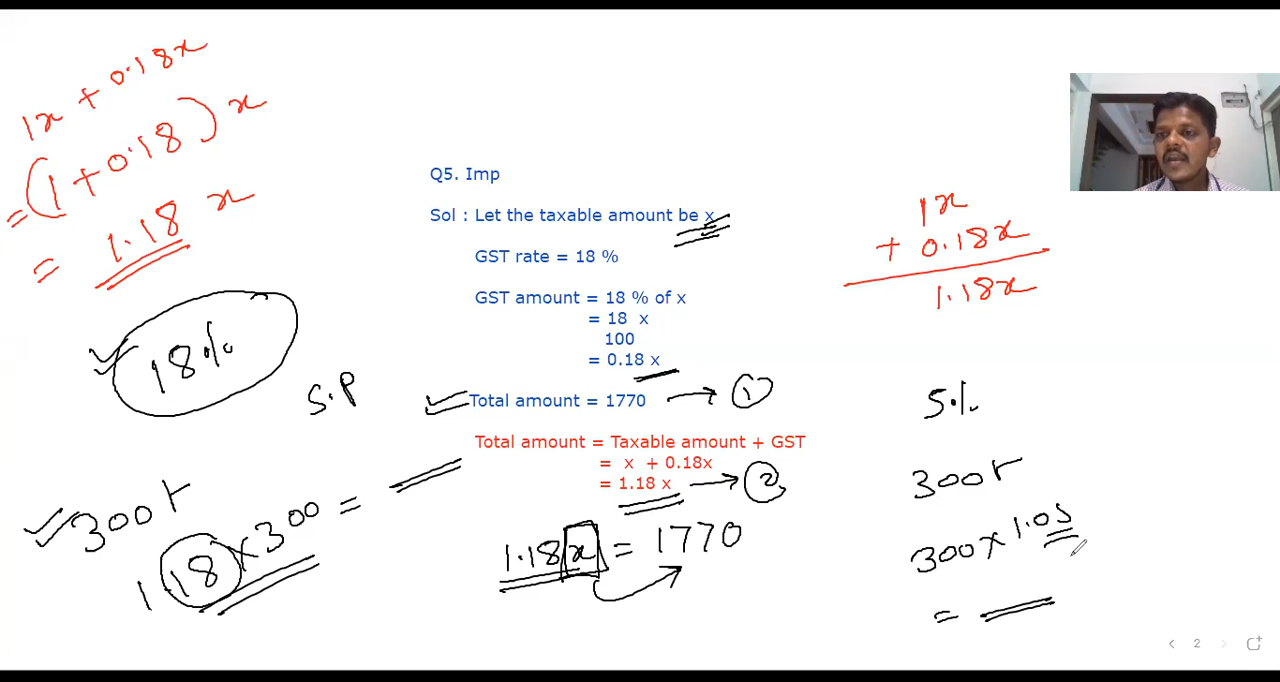 1x + 0.18x
= (1 + 0.18) x
= 1.18 x
18%
S.P
300r
1.18 × 300 =
Q5. Imp
Sol : Let the taxable amount be x
GST rate = 18 %
GST amount = 18 % of x
= 18 x
100
= 0.18 x
Total amount = 1770 → 1
Total amount = Taxable amount + GST
= x + 0.18x
= 1.18 x → 2
1.18x = 1770
1x
+ 0.18x
1.18x
5%
300r
300 × 1.05
=
2